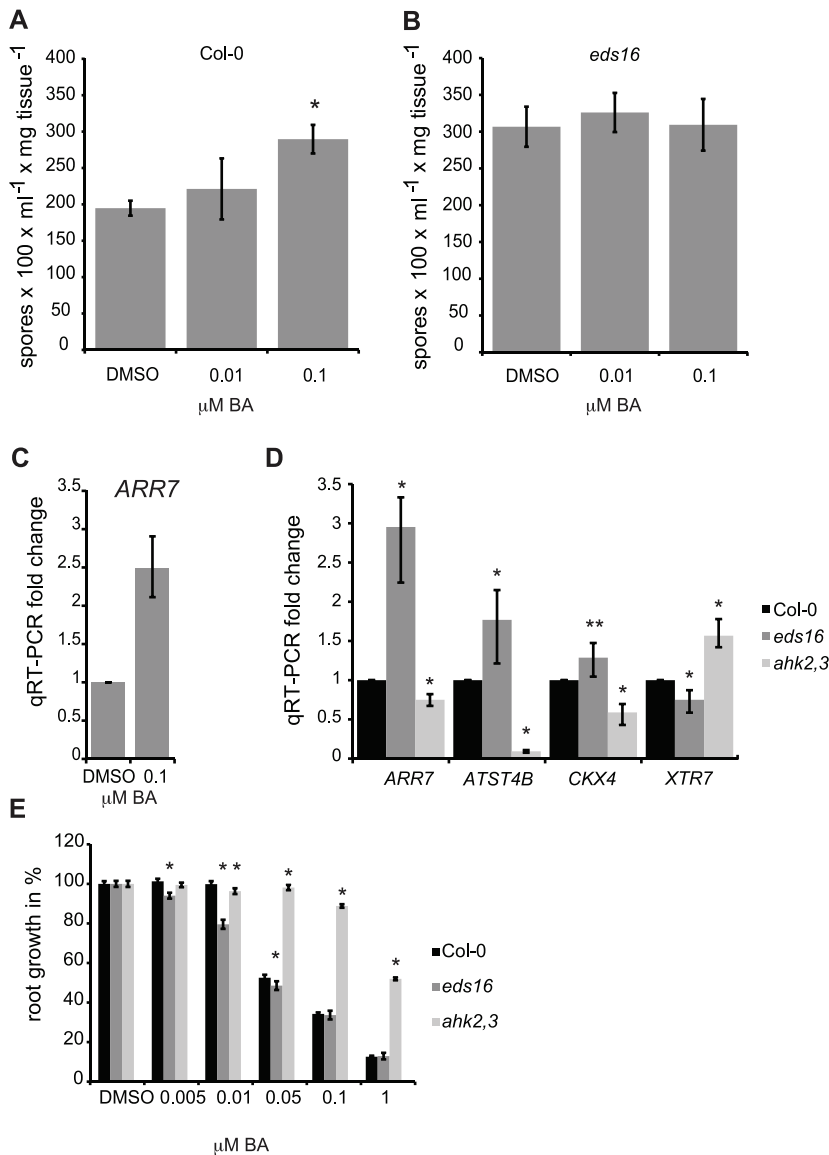 A
Col-0
spores x 100 x ml⁻¹ x mg tissue⁻¹
400
350
300
250
200
150
100
50
0
*
DMSO 0.01 0.1
µM BA
B
eds16
spores x 100 x ml⁻¹ x mg tissue⁻¹
400
350
300
250
200
150
100
50
0
DMSO 0.01 0.1
µM BA
C
ARR7
qRT-PCR fold change
3.5
3
2.5
2
1.5
1
0.5
0
DMSO 0.1
µM BA
D
qRT-PCR fold change
3.5
3
2.5
2
1.5
1
0.5
0
* * * * ** * * *
ARR7 ATST4B CKX4 XTR7
Col-0
eds16
ahk2,3
E
root growth in %
120
100
80
60
40
20
0
* * * * * * *
DMSO 0.005 0.01 0.05 0.1 1
µM BA
Col-0
eds16
ahk2,3